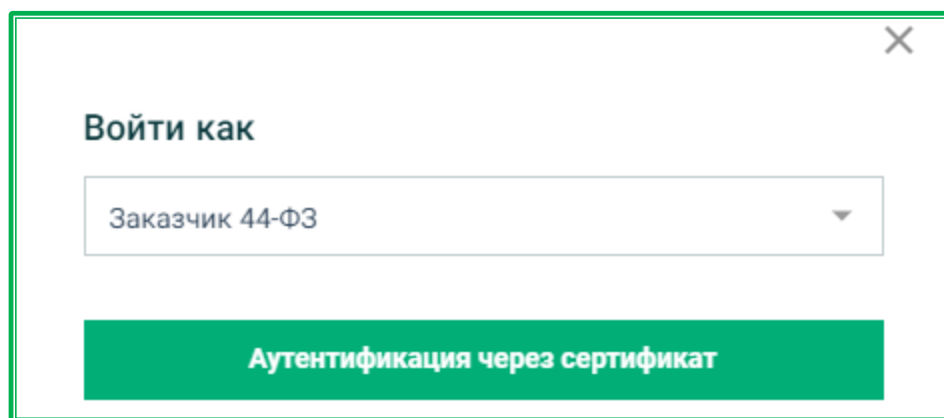 Войти как
Заказчик 44-ФЗ
Аутентификация через сертификат